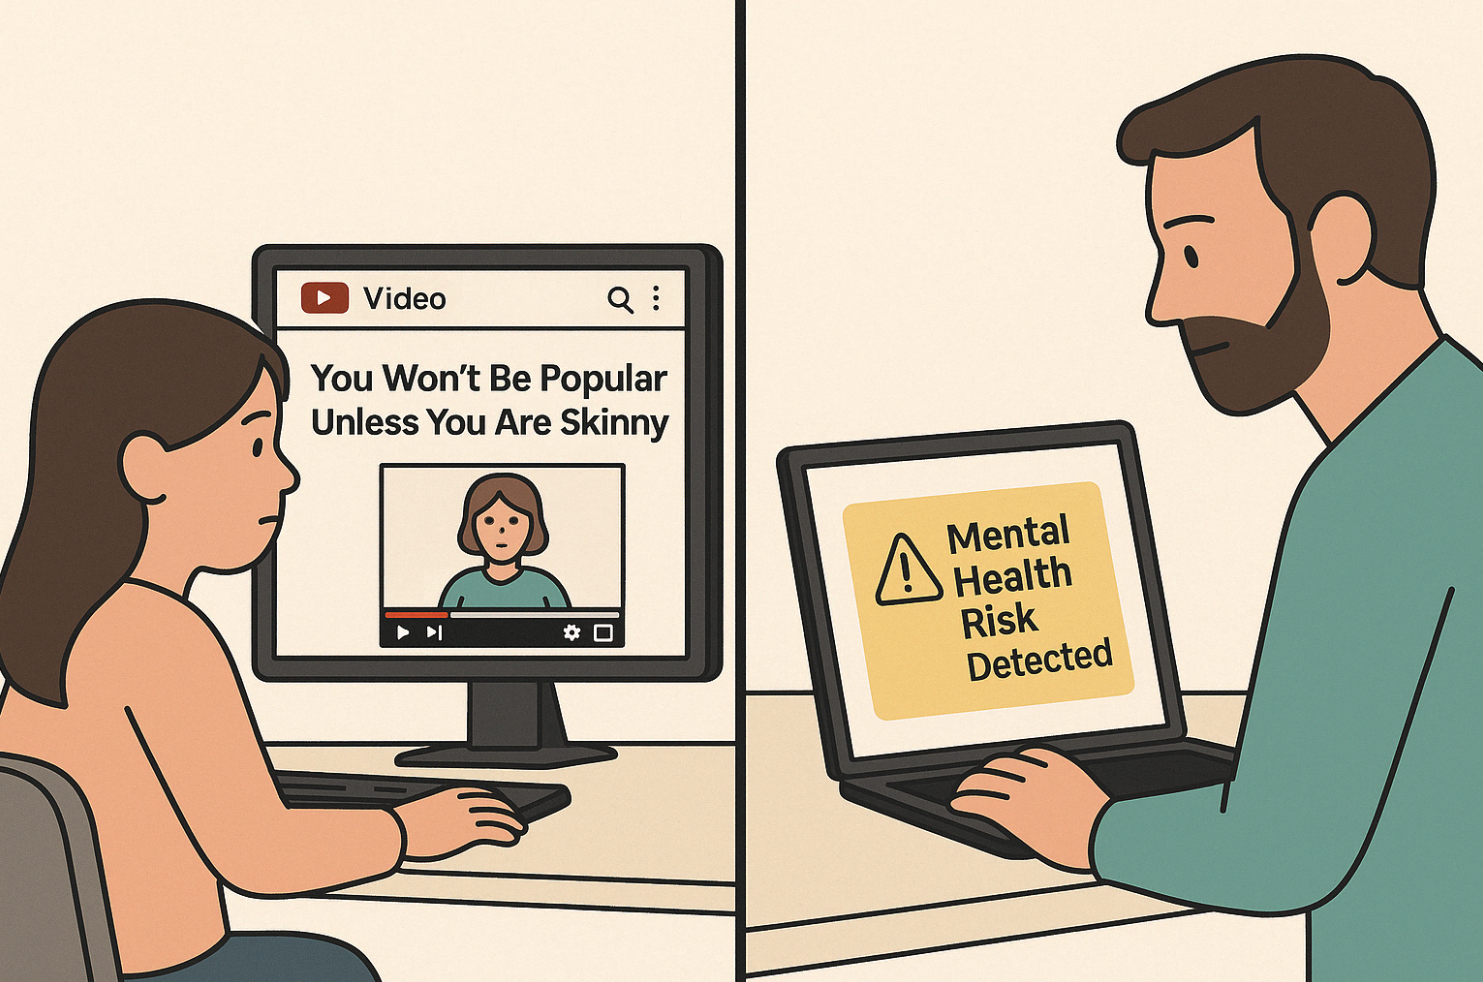 Video
You Won't Be Popular
Unless You Are Skinny
Mental
Health
Risk
Detected